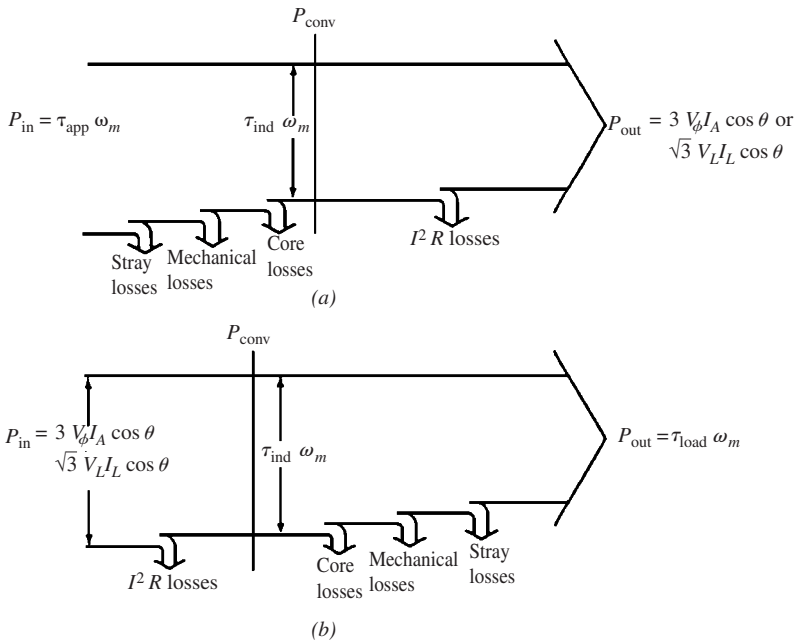 P_conv
P_in = τ_app ω_m
τ_ind ω_m
P_out = 3 V_ϕ I_A cos θ or
√3 V_L I_L cos θ
Stray
losses
Mechanical
losses
Core
losses
I² R losses
(a)
P_conv
P_in = 3 V_ϕ I_A cos θ
√3 V_L I_L cos θ
τ_ind ω_m
P_out = τ_load ω_m
I² R losses
Core
losses
Mechanical
losses
Stray
losses
(b)